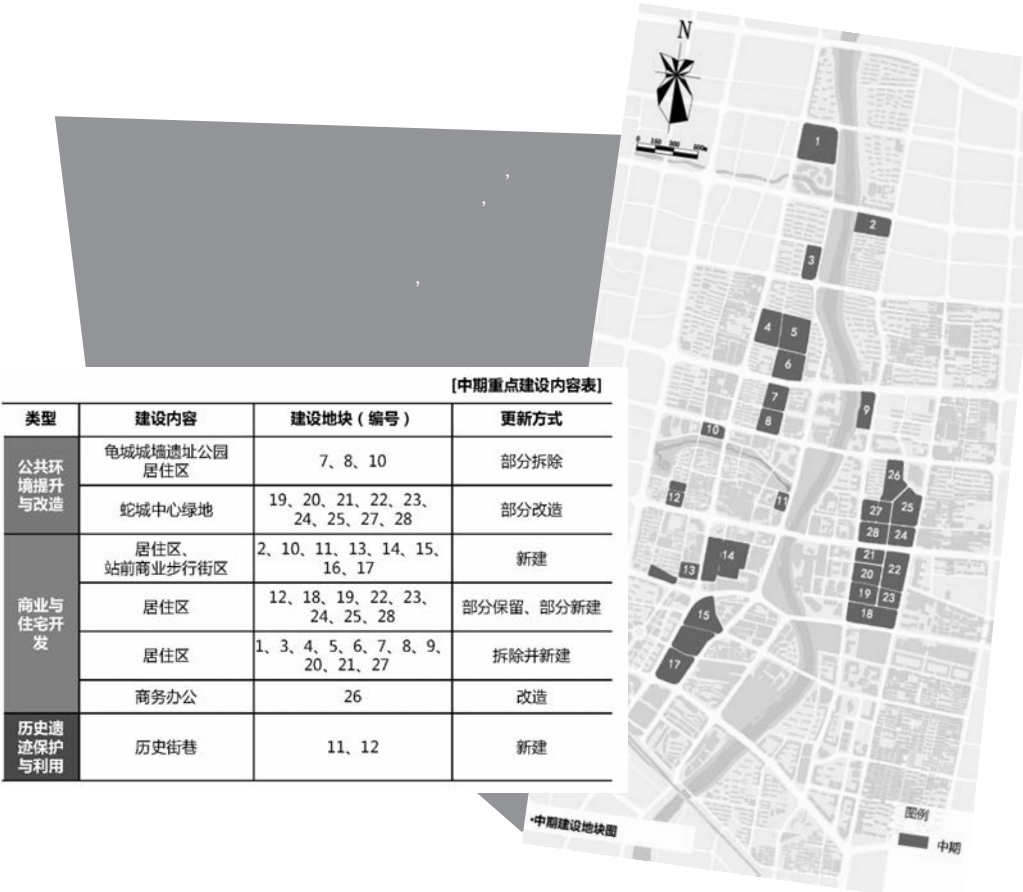 [中期重点建设内容表]
类型 建设内容 建设地块（编号） 更新方式
公共环
境提升
与改造
龟城城墙遗址公园
居住区
7、8、10
部分拆除
蛇城中心绿地
19、20、21、22、23、
24、25、27、28
部分改造
商业与
住宅开
发
居住区、
站前商业步行街区
2、10、11、13、14、15、
16、17
新建
居住区
12、18、19、22、23、
24、25、28
部分保留、部分新建
居住区
1、3、4、5、6、7、8、9、
20、21、27
拆除并新建
商务办公
26
改造
历史遗
迹保护
与利用
历史街巷
11、12
新建
，
，
，
N
0 150 300 600m
1
2
3
4 5
6
7
8
9
10
11
12
26
27 25
28 24
21
22
20
19 23
18
13
14
15
17
•中期建设地块图
图例
中期